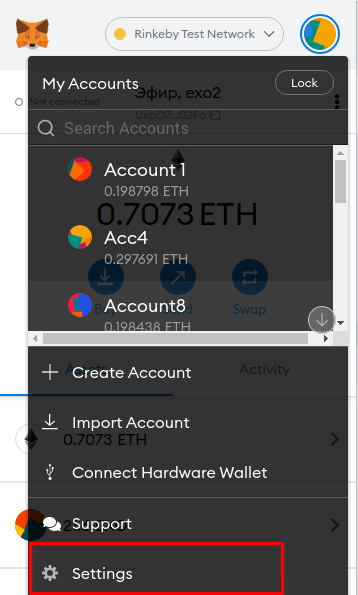 Rinkeby Test Network
My Accounts
Lock
Эфир, exo2
Not connected
0xbD7...02F6
Search Accounts
Account 1
0.198798 ETH
0.7073 ETH
Acc4
0.297691 ETH
Account8
Swap
0.198438 ETH
Assets
Activity
Create Account
Import Account
0.7073 ETH
Connect Hardware Wallet
Support
Settings